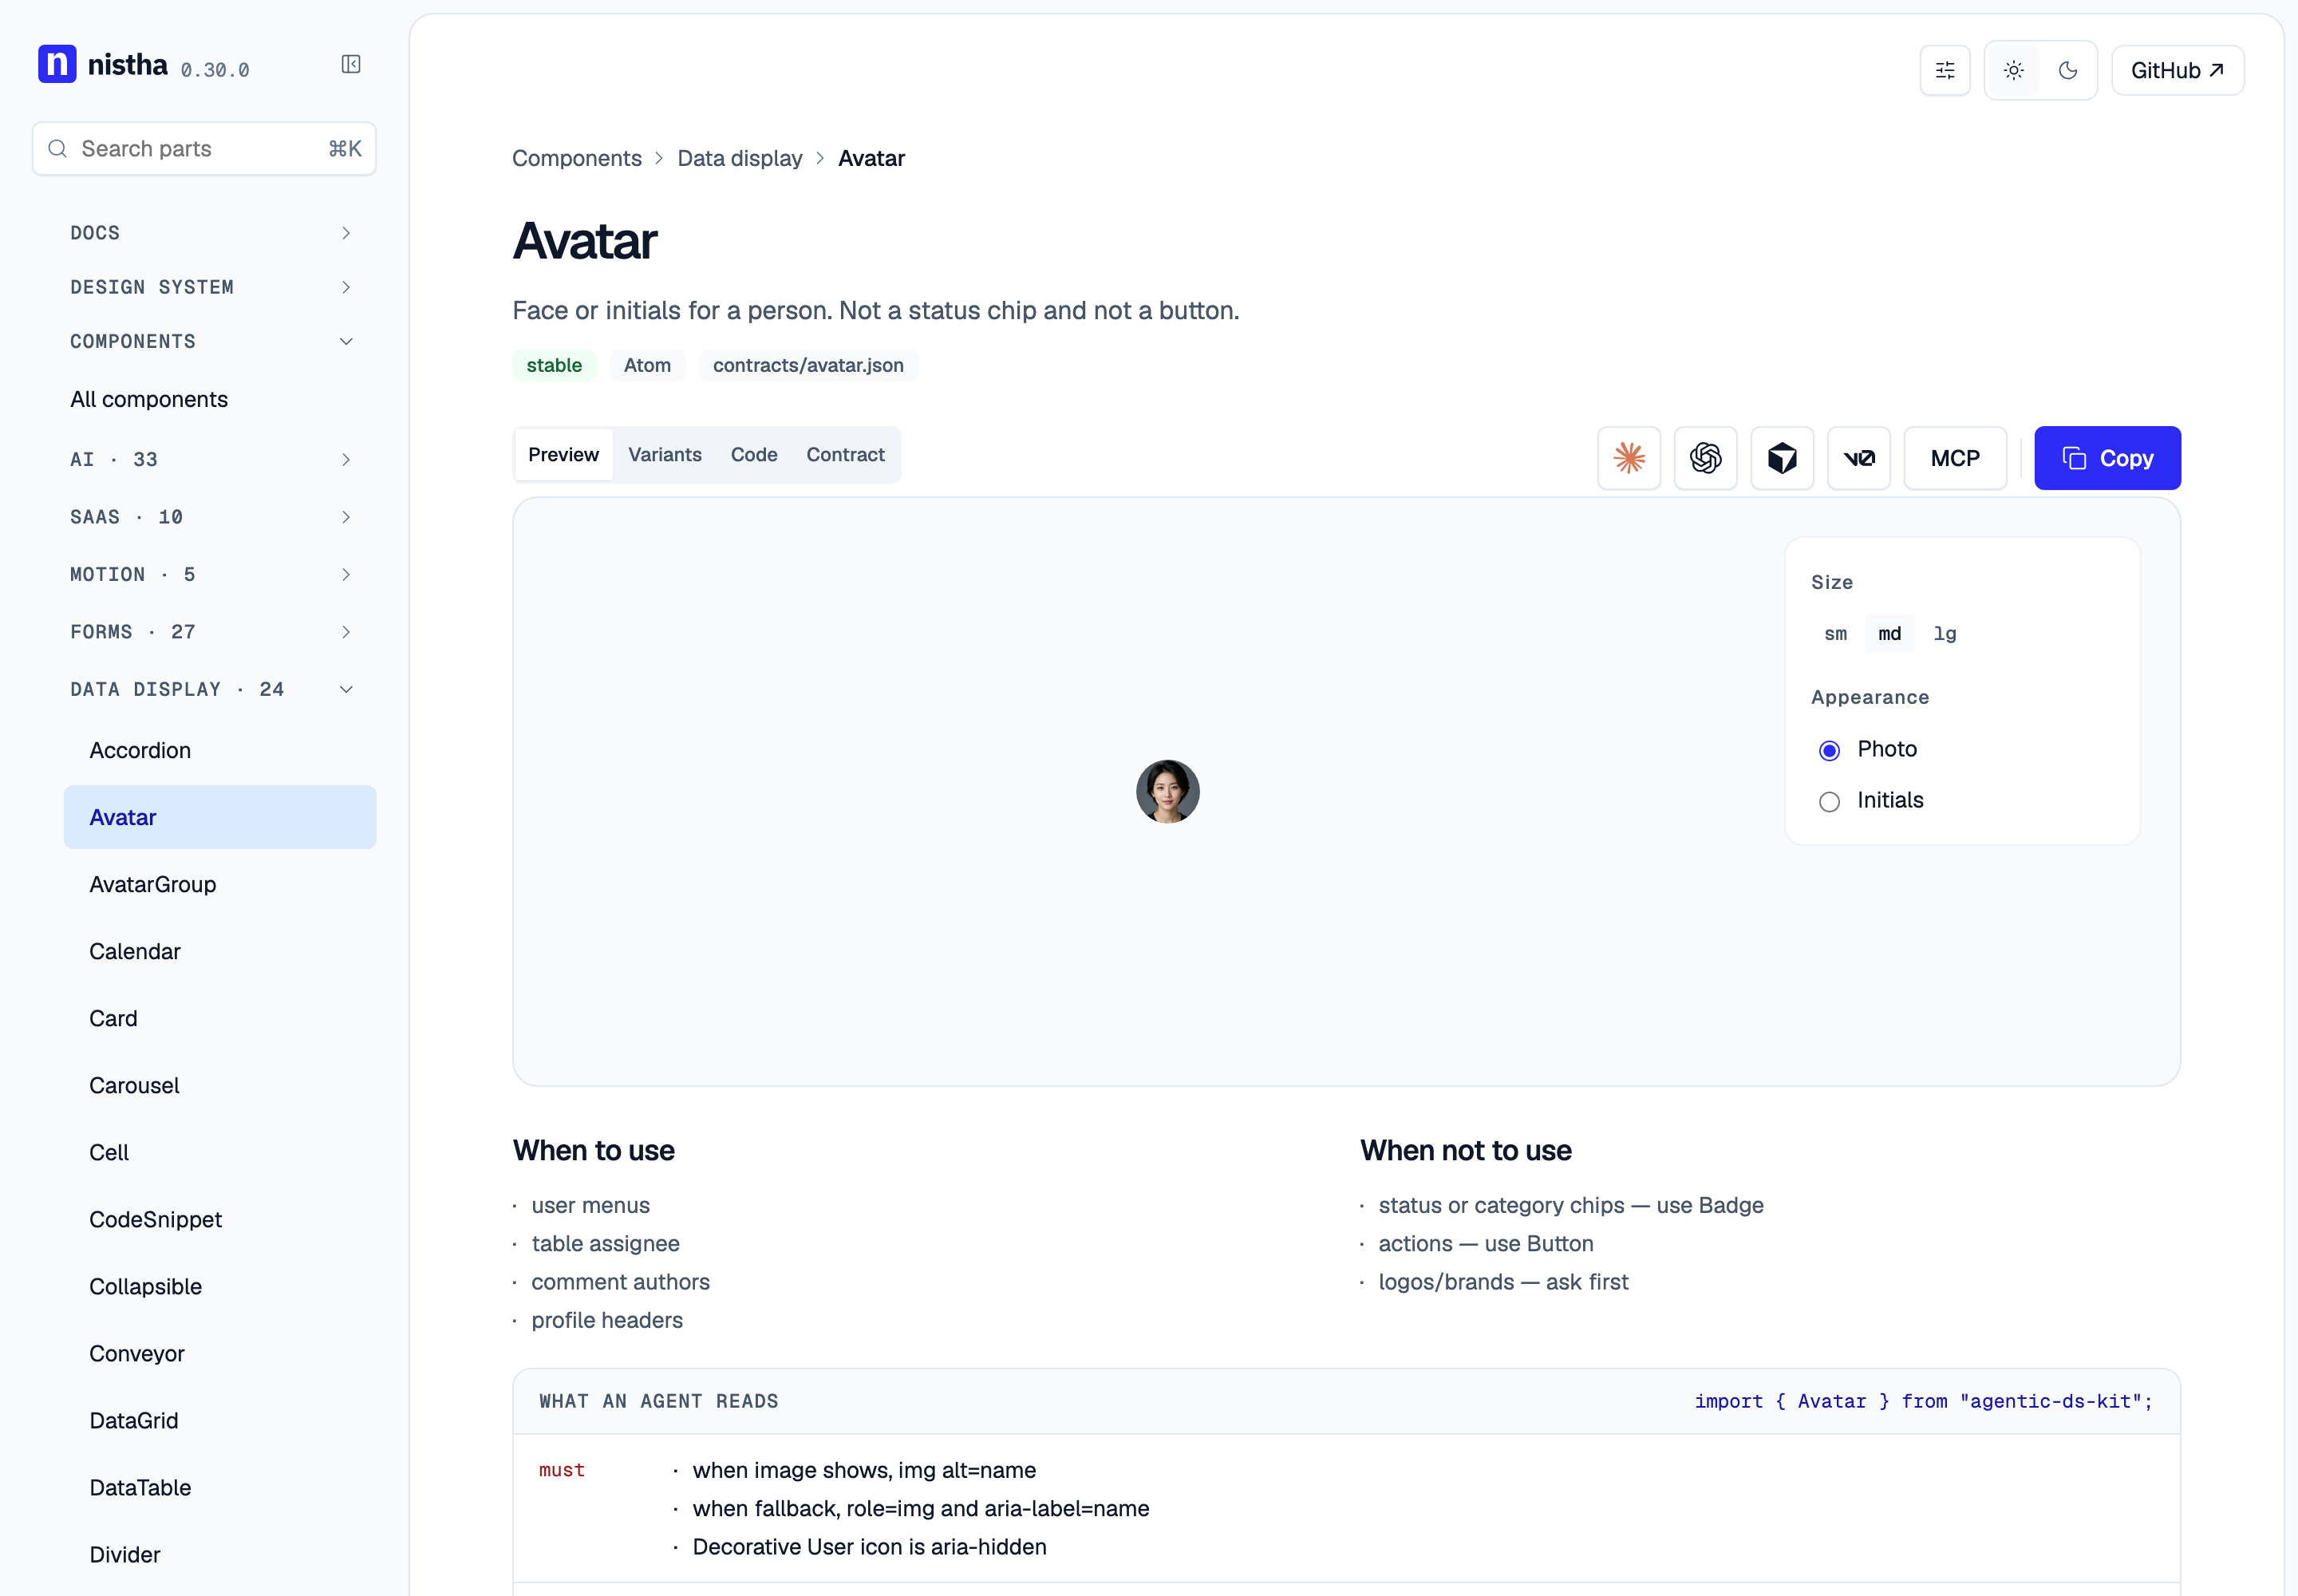 n nistha 0.30.0
Search parts ⌘K
DOCS
DESIGN SYSTEM
COMPONENTS
All components
AI · 33
SAAS · 10
MOTION · 5
FORMS · 27
DATA DISPLAY · 24
Accordion
Avatar
AvatarGroup
Calendar
Card
Carousel
Cell
CodeSnippet
Collapsible
Conveyor
DataGrid
DataTable
Divider
GitHub ↗
Components > Data display > Avatar
Avatar
Face or initials for a person. Not a status chip and not a button.
stable Atom contracts/avatar.json
Preview Variants Code Contract
v0 MCP Copy
Size
sm md lg
Appearance
Photo
Initials
When to use
· user menus
· table assignee
· comment authors
· profile headers
When not to use
· status or category chips — use Badge
· actions — use Button
· logos/brands — ask first
WHAT AN AGENT READS import { Avatar } from "agentic-ds-kit";
must · when image shows, img alt=name
· when fallback, role=img and aria-label=name
· Decorative User icon is aria-hidden